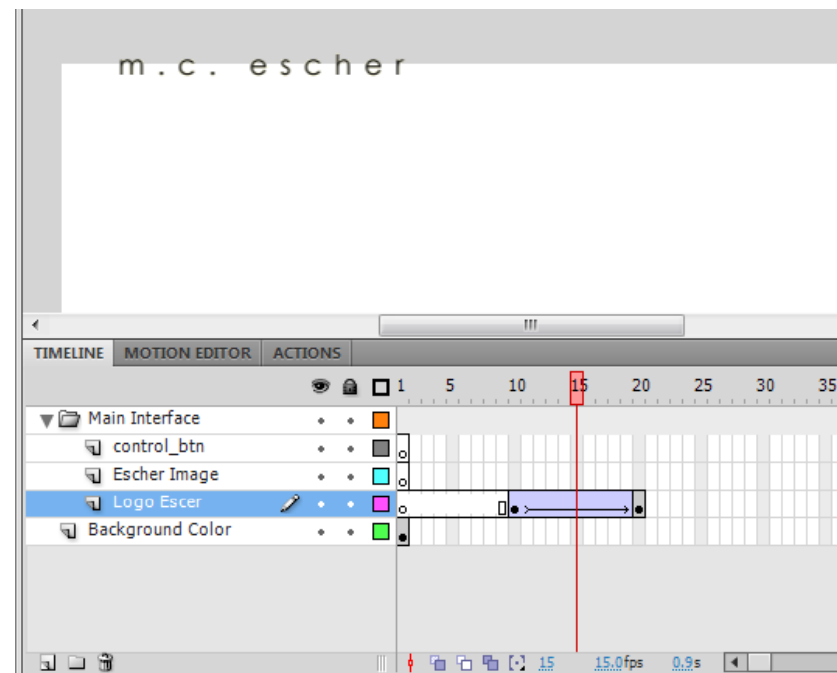 m.c. escher
TIMELINE MOTION EDITOR ACTIONS
1 5 10 15 20 25 30 35
Main Interface
control_btn
Escher Image
Logo Escer
Background Color
15 15.0fps 0.9s